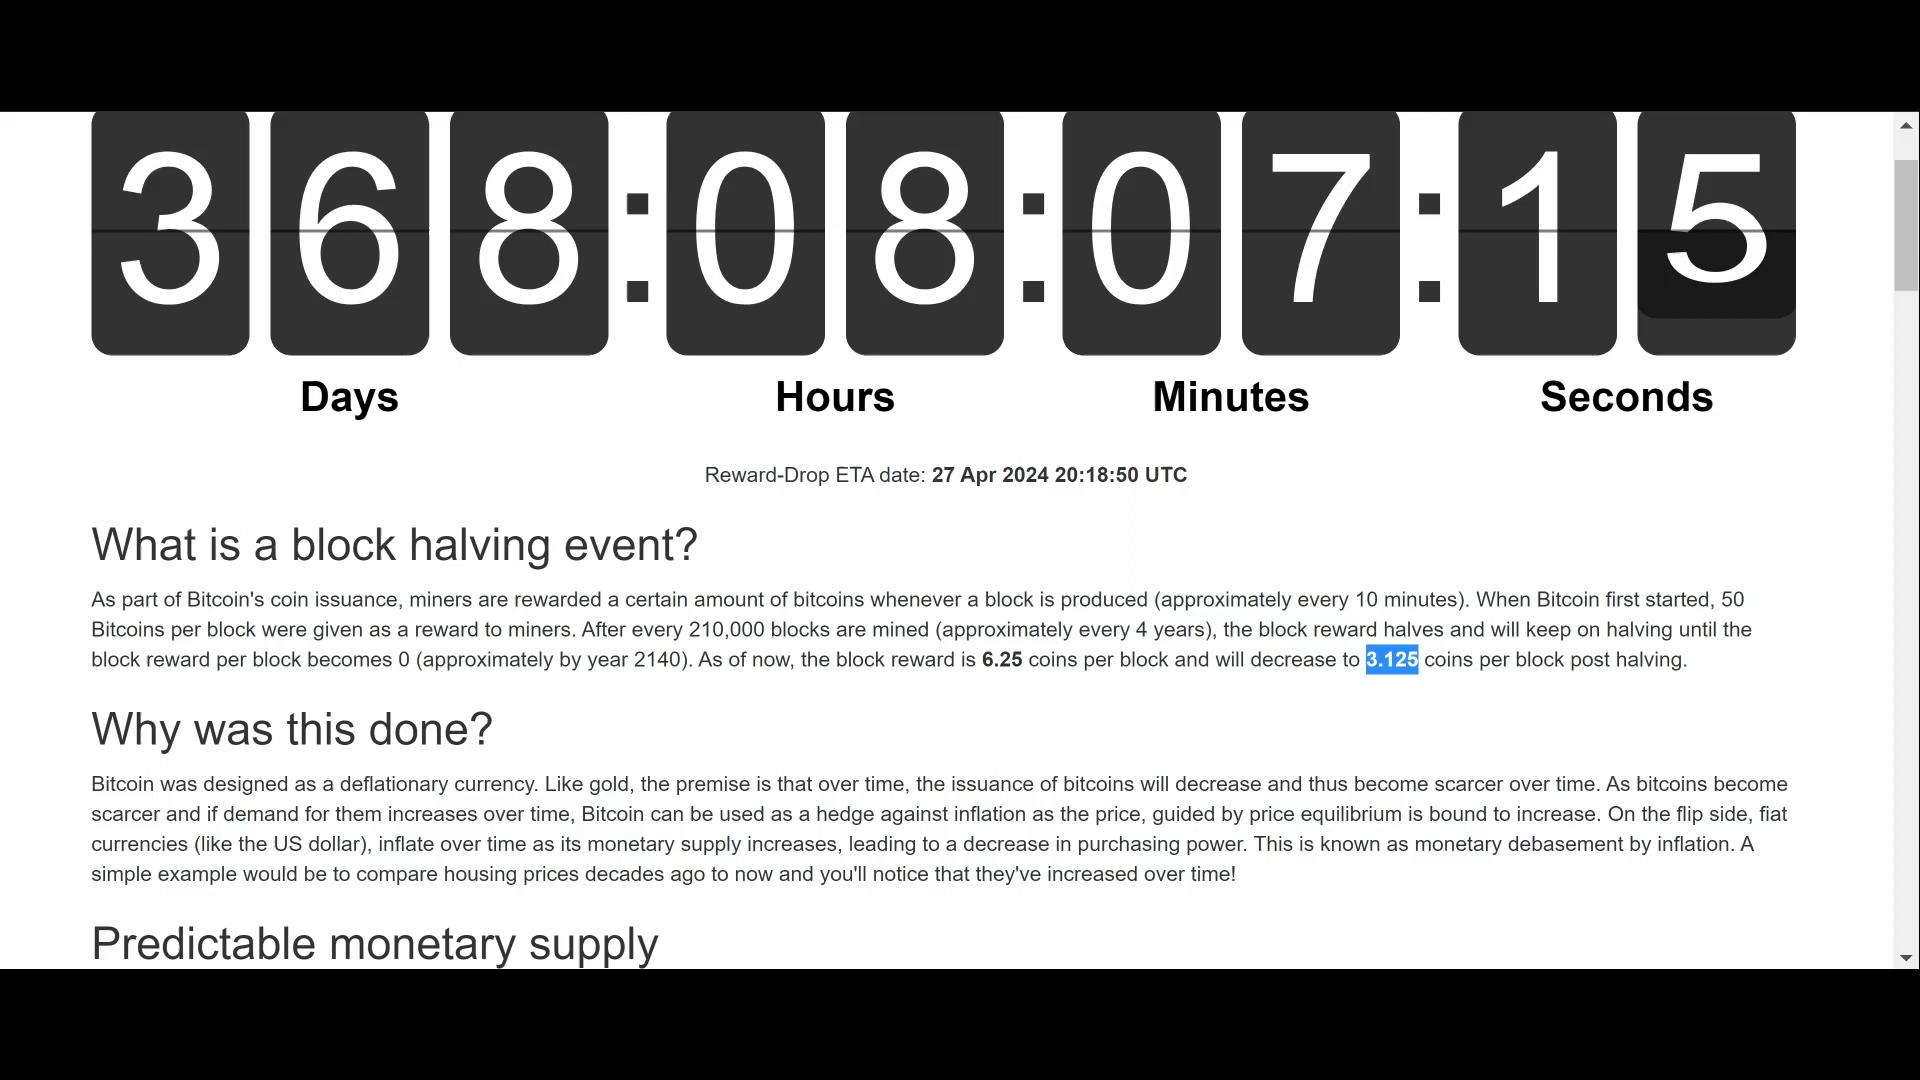 368:08:07:15
Days Hours Minutes Seconds
Reward-Drop ETA date: 27 Apr 2024 20:18:50 UTC
What is a block halving event?
As part of Bitcoin's coin issuance, miners are rewarded a certain amount of bitcoins whenever a block is produced (approximately every 10 minutes). When Bitcoin first started, 50
Bitcoins per block were given as a reward to miners. After every 210,000 blocks are mined (approximately every 4 years), the block reward halves and will keep on halving until the
block reward per block becomes 0 (approximately by year 2140). As of now, the block reward is 6.25 coins per block and will decrease to 3.125 coins per block post halving.
Why was this done?
Bitcoin was designed as a deflationary currency. Like gold, the premise is that over time, the issuance of bitcoins will decrease and thus become scarcer over time. As bitcoins become
scarcer and if demand for them increases over time, Bitcoin can be used as a hedge against inflation as the price, guided by price equilibrium is bound to increase. On the flip side, fiat
currencies (like the US dollar), inflate over time as its monetary supply increases, leading to a decrease in purchasing power. This is known as monetary debasement by inflation. A
simple example would be to compare housing prices decades ago to now and you'll notice that they've increased over time!
Predictable monetary supply